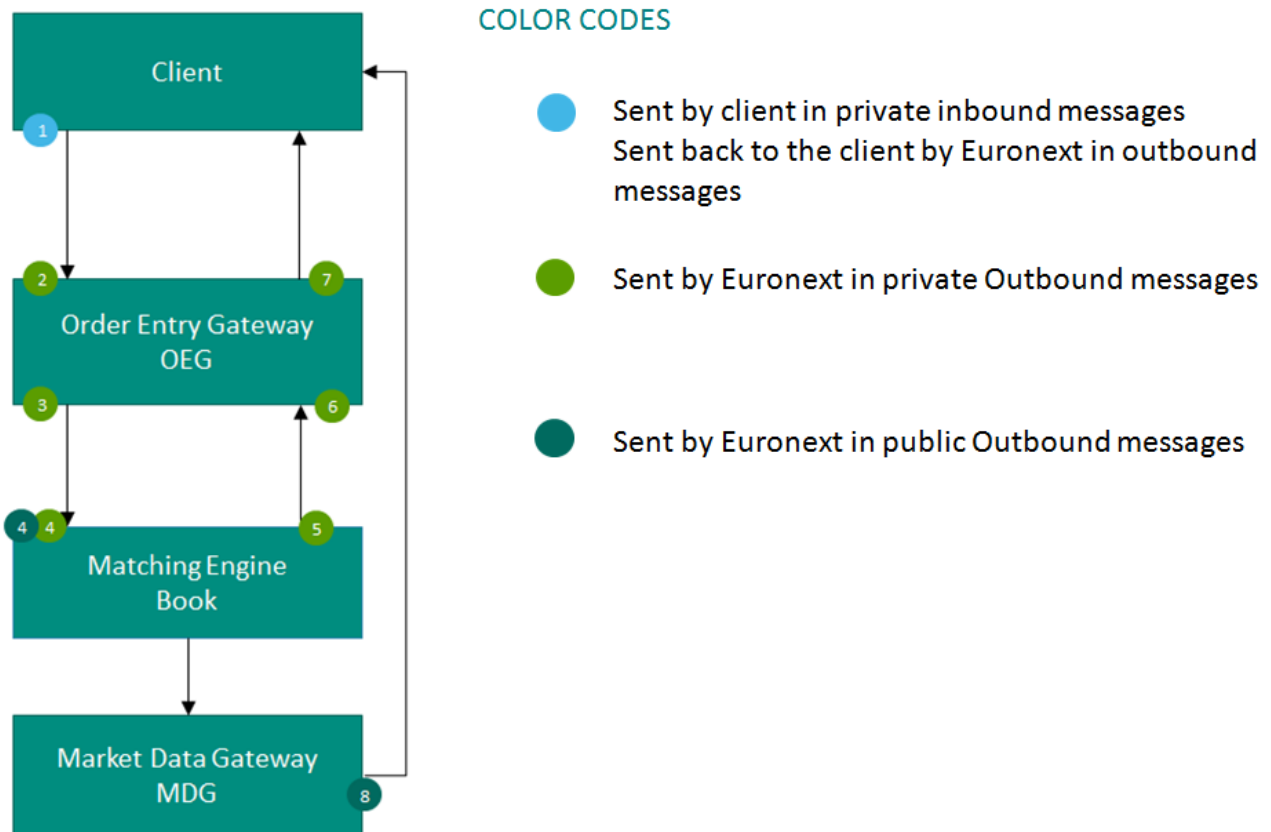 COLOR CODES
Client
1
Sent by client in private inbound messages
Sent back to the client by Euronext in outbound
messages
2
7
Sent by Euronext in private Outbound messages
Order Entry Gateway
OEG
3
6
Sent by Euronext in public Outbound messages
4
4
5
Matching Engine
Book
Market Data Gateway
MDG
8